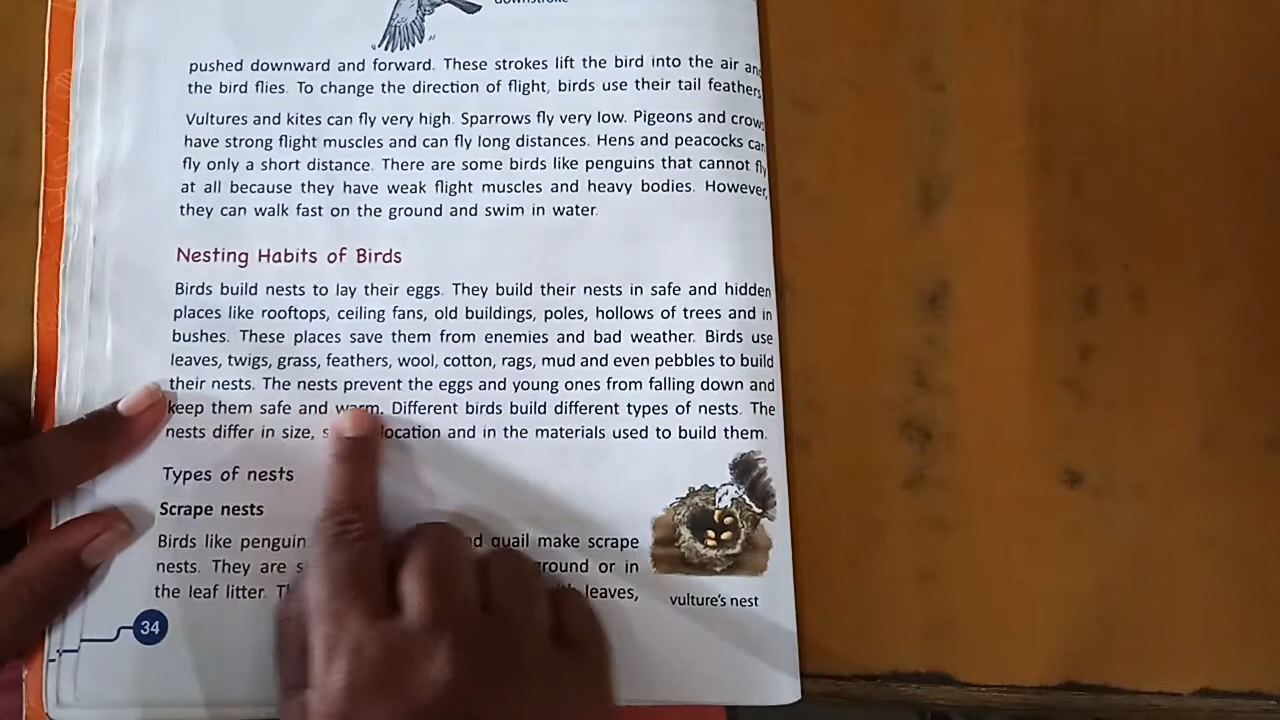 pushed downward and forward. These strokes lift the bird into the air and
the bird flies. To change the direction of flight, birds use their tail feathers
Vultures and kites can fly very high. Sparrows fly very low. Pigeons and crows
have strong flight muscles and can fly long distances. Hens and peacocks can
fly only a short distance. There are some birds like penguins that cannot fly
at all because they have weak flight muscles and heavy bodies. However,
they can walk fast on the ground and swim in water.
Nesting Habits of Birds
Birds build nests to lay their eggs. They build their nests in safe and hidden
places like rooftops, ceiling fans, old buildings, poles, hollows of trees and in
bushes. These places save them from enemies and bad weather. Birds use
leaves, twigs, grass, feathers, wool, cotton, rags, mud and even pebbles to build
their nests. The nests prevent the eggs and young ones from falling down and
keep them safe and warm. Different birds build different types of nests. The
nests differ in size, location and in the materials used to build them.
Types of nests
Scrape nests
Birds like quail make scrape
nests. They are ground or in
the leaf litter. leaves,
vulture's nest
34